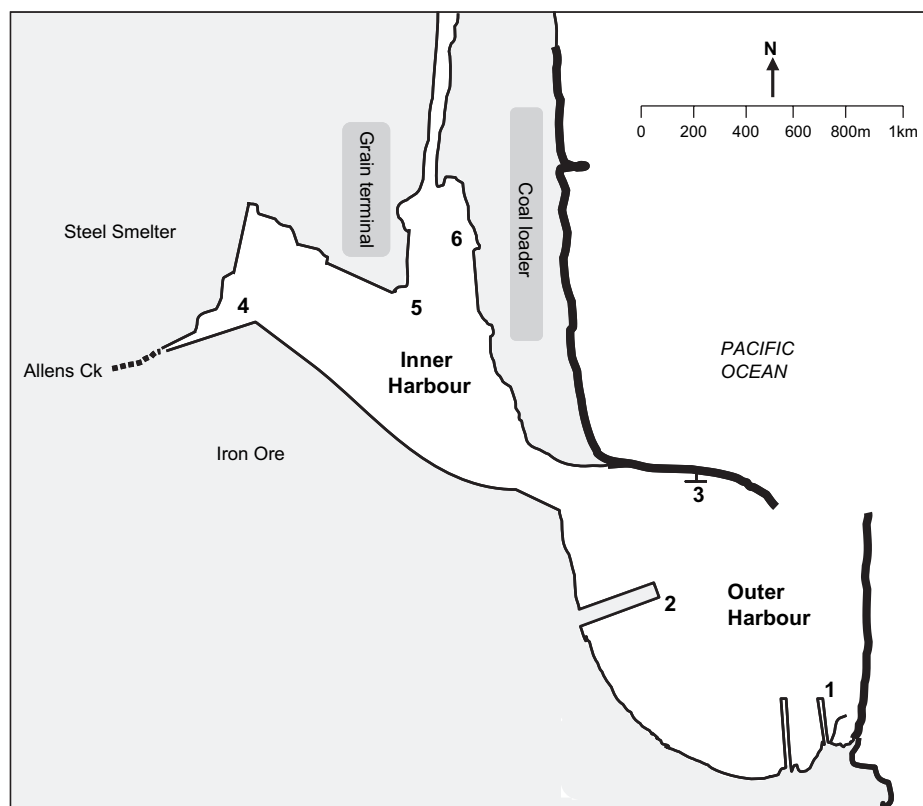 N
0 200 400 600 800m 1km
Grain terminal
Coal loader
Steel Smelter
6
4
5
PACIFIC
OCEAN
Inner
Harbour
Allens Ck
Iron Ore
3
Outer
Harbour
2
1